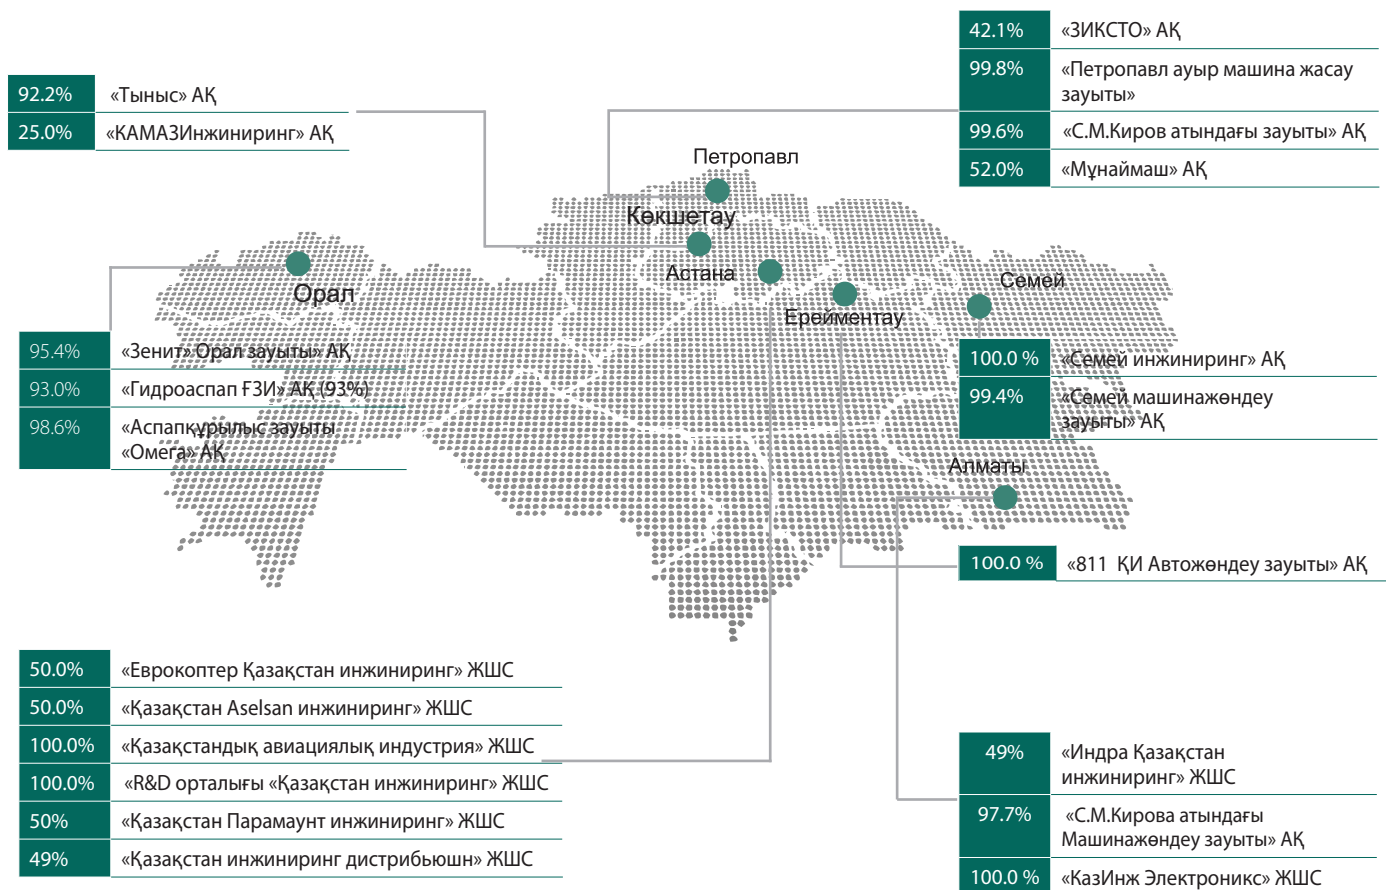 42.1% «ЗИКСТО» АҚ
99.8% «Петропавл ауыр машина жасау
зауыты»
99.6% «С.М.Киров атындағы зауыты» АҚ
52.0% «Мұнаймаш» АҚ
92.2% «Тыныс» АҚ
25.0% «КАМАЗИнжиниринг» АҚ
Петропавл
Көкшетау
Астана
Орал
Семей
Ерейментау
95.4% «Зенит» Орал зауыты» АҚ
93.0% «Гидроаспап ҒЗИ» АҚ (93%)
98.6% «Аспапқұрылыс зауыты
«Омега» АҚ
100.0 % «Семей инжиниринг» АҚ
99.4% «Семей машинажөндеу
зауыты» АҚ
Алматы
100.0 % «811 ҚИ Автожөндеу зауыты» АҚ
50.0% «Еврокоптер Қазақстан инжиниринг» ЖШС
50.0% «Қазақстан Aselsan инжиниринг» ЖШС
100.0% «Қазақстандық авиациялық индустрия» ЖШС
100.0% «R&D орталығы «Қазақстан инжиниринг» ЖШС
50% «Қазақстан Парамаунт инжиниринг» ЖШС
49% «Қазақстан инжиниринг дистрибьюшн» ЖШС
49% «Индра Қазақстан
инжиниринг» ЖШС
97.7% «С.М.Кирова атындағы
Машинажөндеу зауыты» АҚ
100.0 % «КазИнж Электроникс» ЖШС